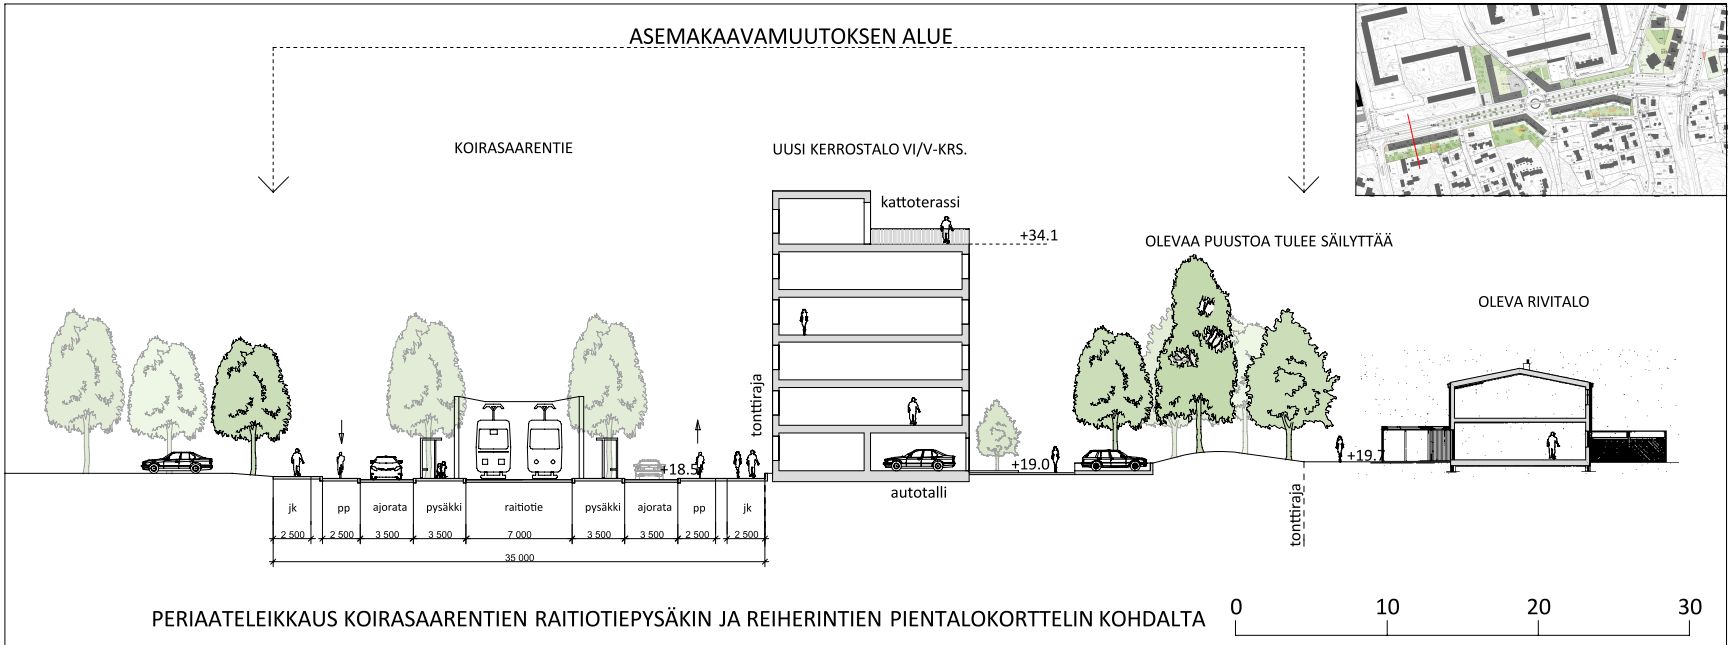 ASEMAKAAVAMUUTOKSEN ALUE
KOIRASAARENTIE
UUSI KERROSTALO VI/V-KRS.
kattoterassi
+34.1
OLEVAA PUUSTOA TULEE SÄILYTTÄÄ
OLEVA RIVITALO
tonttiraja
+18.5
+19.0
+19.7
autotalli
tonttiraja
jk pp ajorata pysäkki raitiotie pysäkki ajorata pp jk
2 500 2 500 3 500 3 500 7 000 3 500 3 500 2 500 2 500
35 000
PERIAATELEIKKAUS KOIRASAARENTIEN RAITIOTIEPYSÄKIN JA REIHERINTIEN PIENTALOKORTTELIN KOHDALTA
0 10 20 30